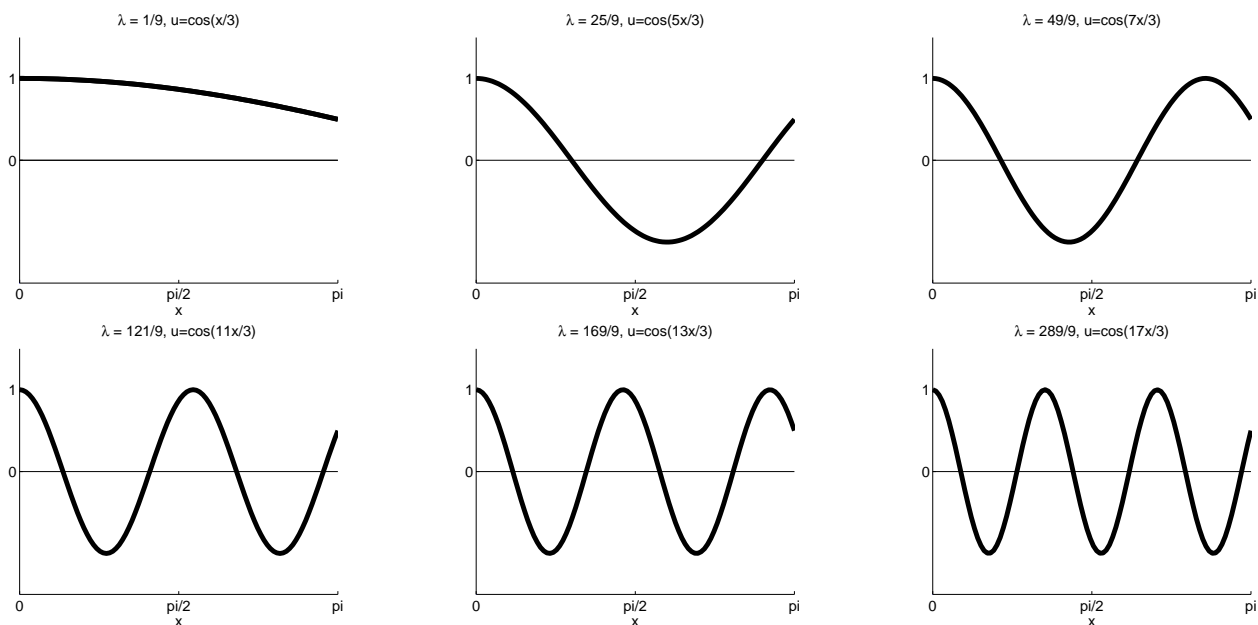 λ = 1/9, u=cos(x/3)
1
0
0 pi/2 pi
x
λ = 25/9, u=cos(5x/3)
1
0
0 pi/2 pi
x
λ = 49/9, u=cos(7x/3)
1
0
0 pi/2 pi
x
λ = 121/9, u=cos(11x/3)
1
0
0 pi/2 pi
x
λ = 169/9, u=cos(13x/3)
1
0
0 pi/2 pi
x
λ = 289/9, u=cos(17x/3)
1
0
0 pi/2 pi
x